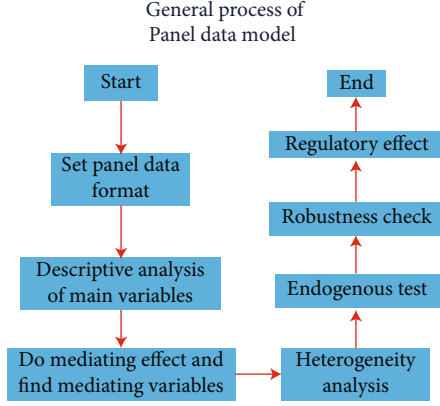 General process of
Panel data model
Start
Set panel data
format
Descriptive analysis
of main variables
Do mediating effect and
find mediating variables
Heterogeneity
analysis
Endogenous test
Robustness check
Regulatory effect
End